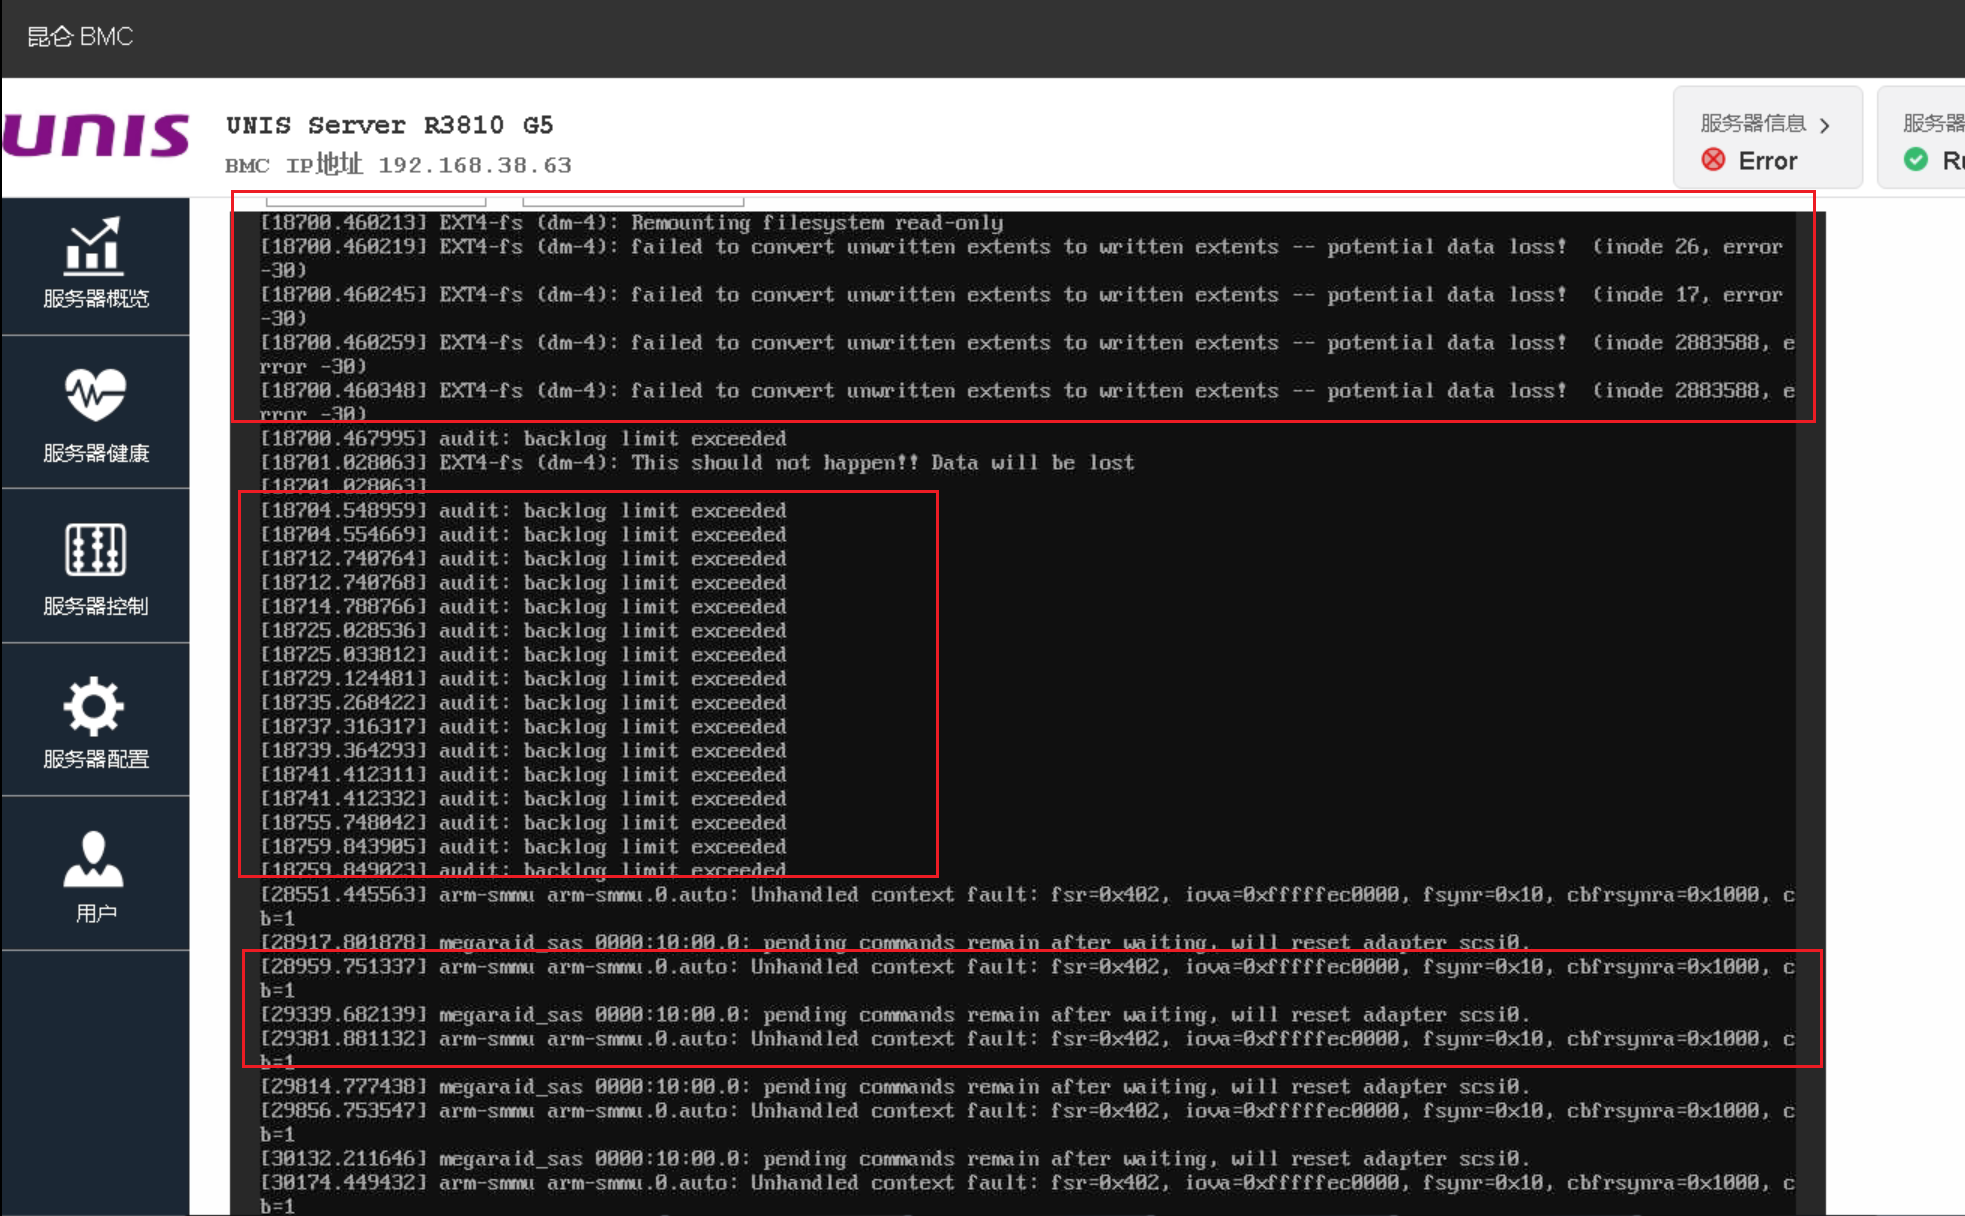 昆仑 BMC
UNIS
UNIS Server R3810 G5
BMC IP地址 192.168.38.63
服务器信息
Error
服务器
服务器概览
服务器健康
服务器控制
服务器配置
用户
[18700.460213] EXT4-fs (dm-4): Remounting filesystem read-only
[18700.460219] EXT4-fs (dm-4): failed to convert unwritten extents to written extents -- potential data loss!  (inode 26, error
-30)
[18700.460245] EXT4-fs (dm-4): failed to convert unwritten extents to written extents -- potential data loss!  (inode 17, error
-30)
[18700.460259] EXT4-fs (dm-4): failed to convert unwritten extents to written extents -- potential data loss!  (inode 2883588, e
rror -30)
[18700.460348] EXT4-fs (dm-4): failed to convert unwritten extents to written extents -- potential data loss!  (inode 2883588, e
rror -30)
[18700.467995] audit: backlog limit exceeded
[18701.028063] EXT4-fs (dm-4): This should not happen!! Data will be lost
[18701.028063]
[18704.548959] audit: backlog limit exceeded
[18704.554669] audit: backlog limit exceeded
[18712.740764] audit: backlog limit exceeded
[18712.740768] audit: backlog limit exceeded
[18714.788766] audit: backlog limit exceeded
[18725.028536] audit: backlog limit exceeded
[18725.033812] audit: backlog limit exceeded
[18729.124481] audit: backlog limit exceeded
[18735.268422] audit: backlog limit exceeded
[18737.316317] audit: backlog limit exceeded
[18739.364293] audit: backlog limit exceeded
[18741.412311] audit: backlog limit exceeded
[18741.412332] audit: backlog limit exceeded
[18755.748042] audit: backlog limit exceeded
[18759.843905] audit: backlog limit exceeded
[18759.849023] audit: backlog limit exceeded
[28551.445563] arm-smmu arm-smmu.0.auto: Unhandled context fault: fsr=0x402, iova=0xfffffec0000, fsynr=0x10, cbfrsynra=0x1000, c
b=1
[28917.801878] megaraid_sas 0000:10:00.0: pending commands remain after waiting, will reset adapter scsi0.
[28959.751337] arm-smmu arm-smmu.0.auto: Unhandled context fault: fsr=0x402, iova=0xfffffec0000, fsynr=0x10, cbfrsynra=0x1000, c
b=1
[29339.682139] megaraid_sas 0000:10:00.0: pending commands remain after waiting, will reset adapter scsi0.
[29381.881132] arm-smmu arm-smmu.0.auto: Unhandled context fault: fsr=0x402, iova=0xfffffec0000, fsynr=0x10, cbfrsynra=0x1000, c
b=1
[29814.777438] megaraid_sas 0000:10:00.0: pending commands remain after waiting, will reset adapter scsi0.
[29856.753547] arm-smmu arm-smmu.0.auto: Unhandled context fault: fsr=0x402, iova=0xfffffec0000, fsynr=0x10, cbfrsynra=0x1000, c
b=1
[30132.211646] megaraid_sas 0000:10:00.0: pending commands remain after waiting, will reset adapter scsi0.
[30174.449432] arm-smmu arm-smmu.0.auto: Unhandled context fault: fsr=0x402, iova=0xfffffec0000, fsynr=0x10, cbfrsynra=0x1000, c
b=1